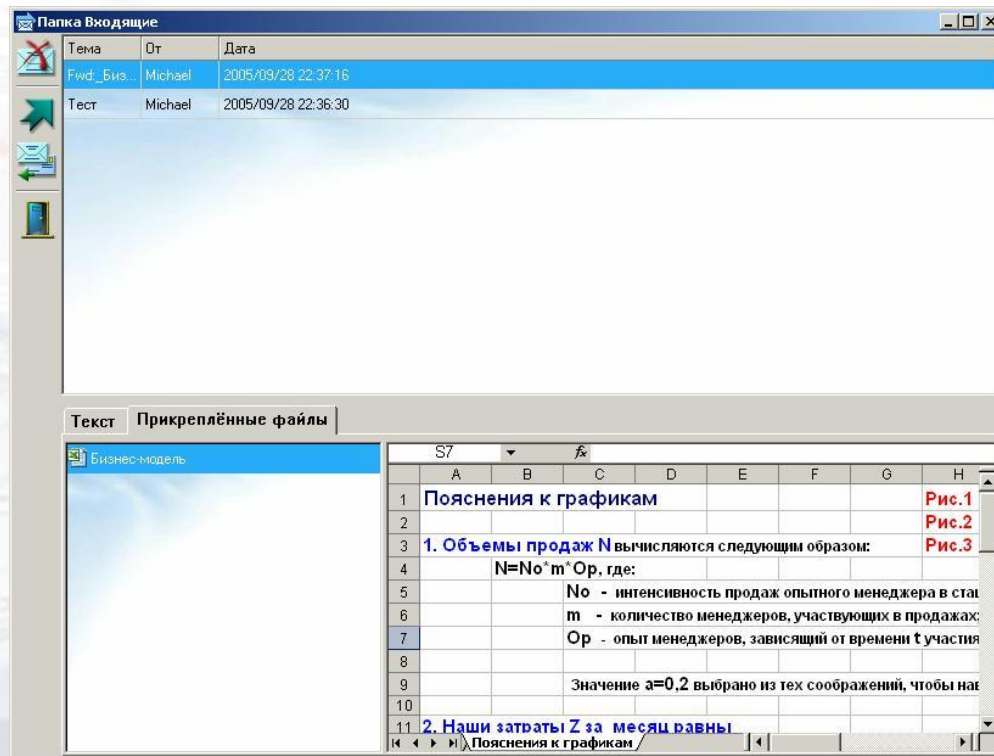 Папка Входящие
Тема От Дата
Fwd:_Биз... Michael 2005/09/28 22:37:16
Тест Michael 2005/09/28 22:36:30
Текст Прикреплённые файлы
Бизнес-модель
S7 fx
A B C D E F G H
1 Пояснения к графикам Рис.1
2 Рис.2
3 1. Объемы продаж N вычисляются следующим образом: Рис.3
4 N=No*m*Op, где:
5 No - интенсивность продаж опытного менеджера в стац
6 m - количество менеджеров, участвующих в продажах;
7 Op - опыт менеджеров, зависящий от времени t участия
8
9 Значение a=0,2 выбрано из тех соображений, чтобы нав
10
11 2. Наши затраты Z за месяц равны
Пояснения к графикам